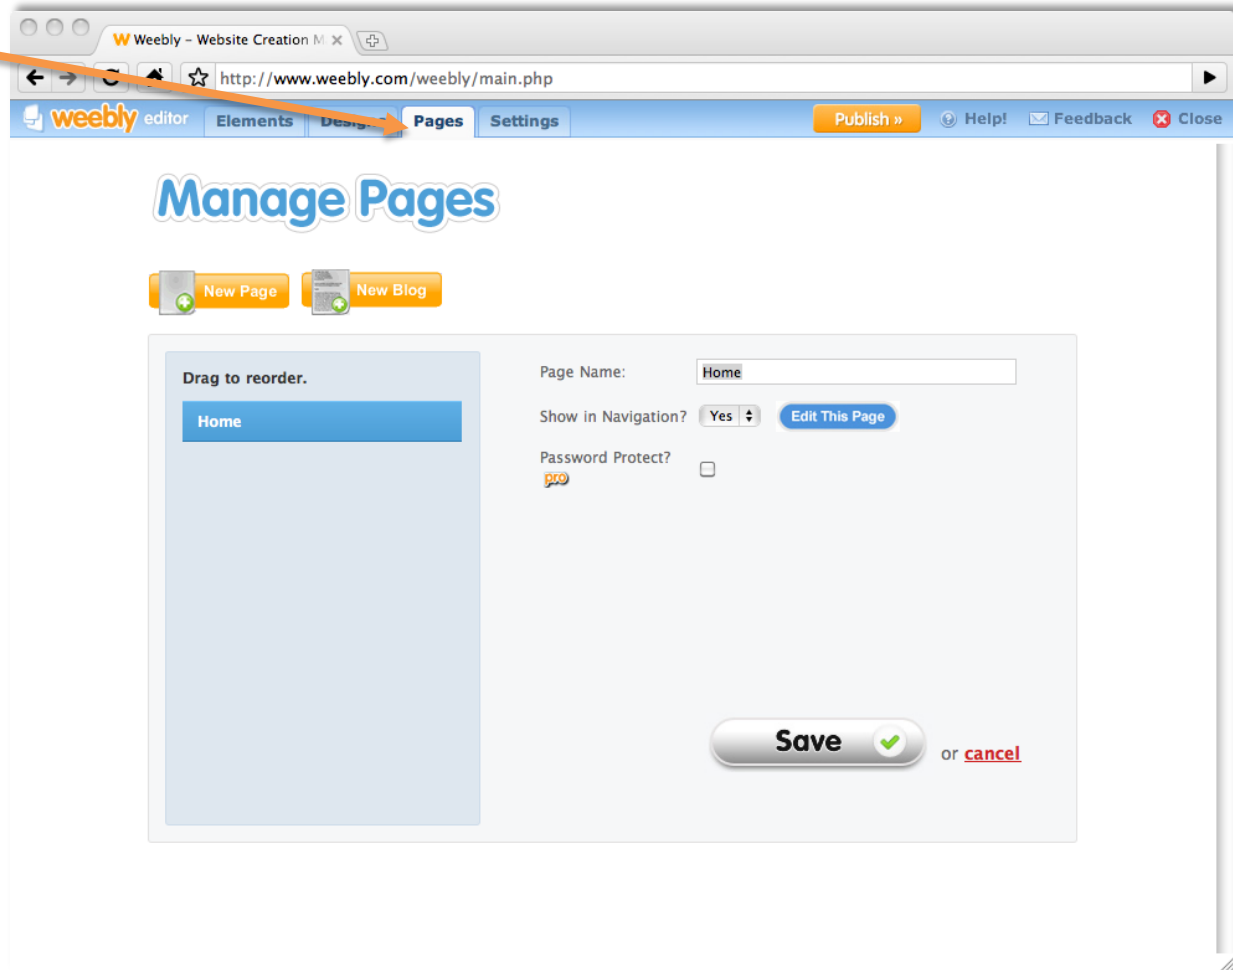 W Weebly – Website Creation M
http://www.weebly.com/weebly/main.php
weebly editor Elements Designs Pages Settings Publish » Help! Feedback Close
Manage Pages
New Page New Blog
Drag to reorder.
Home
Page Name: Home
Show in Navigation? Yes Edit This Page
Password Protect?
pro
Save or cancel